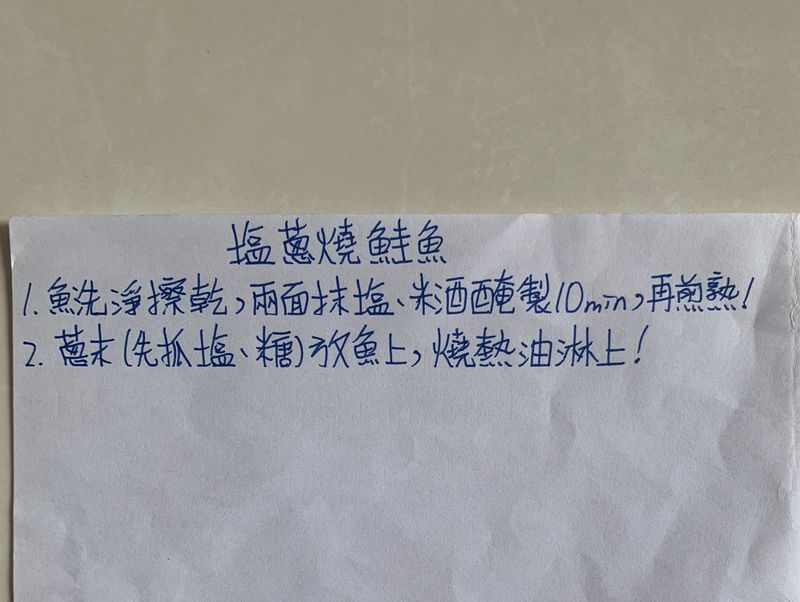 塩蔥燒鮭魚
1. 魚洗淨擦乾，兩面抹塩、米酒醃製10min，再煎熟！
2. 蔥末(先抓塩、糖)放魚上，燒熱油淋上！